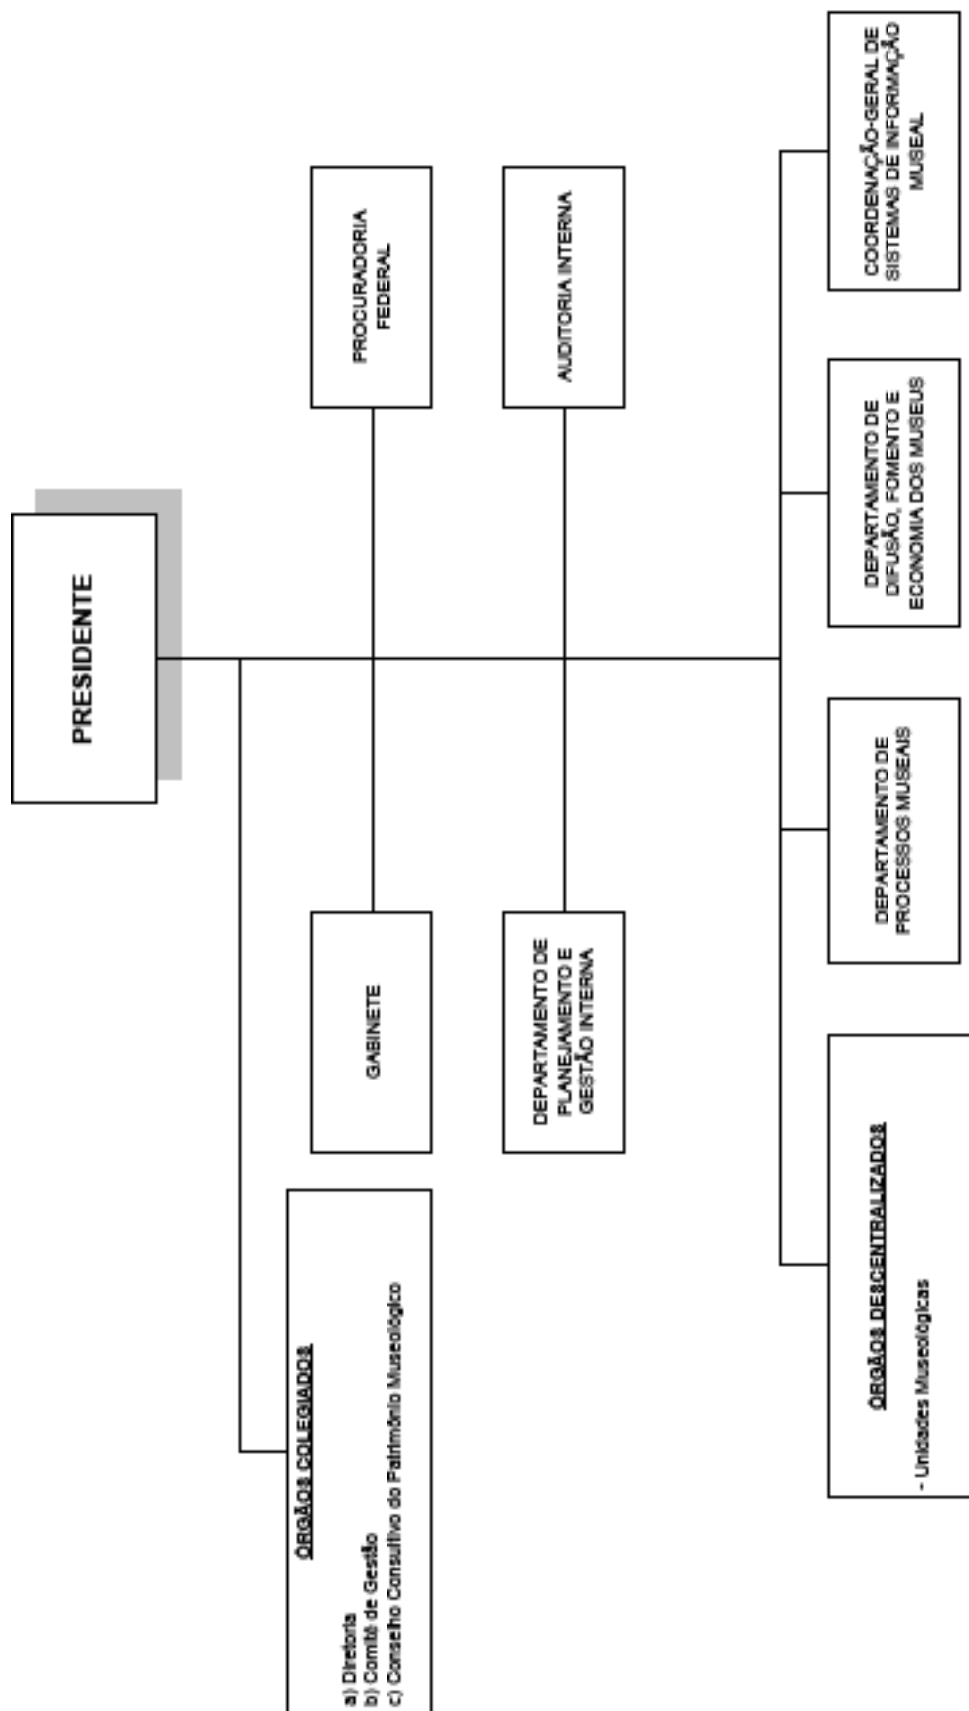 PRESIDENTE
ÓRGÃOS COLEGIADOS
a) Diretoria
b) Comitê de Gestão
c) Conselho Consultivo do Patrimônio Museológico
GABINETE
PROCURADORIA
FEDERAL
DEPARTAMENTO DE
PLANEJAMENTO E
GESTÃO INTERNA
AUDITORIA INTERNA
ÓRGÃOS DESCENTRALIZADOS
- Unidades Museológicas
DEPARTAMENTO DE
PROCESSOS MUSEAIS
DEPARTAMENTO DE
DIFUSÃO, FOMENTO E
ECONOMIA DOS MUSEUS
COORDENAÇÃO-GERAL DE
SISTEMAS DE INFORMAÇÃO
MUSEAL